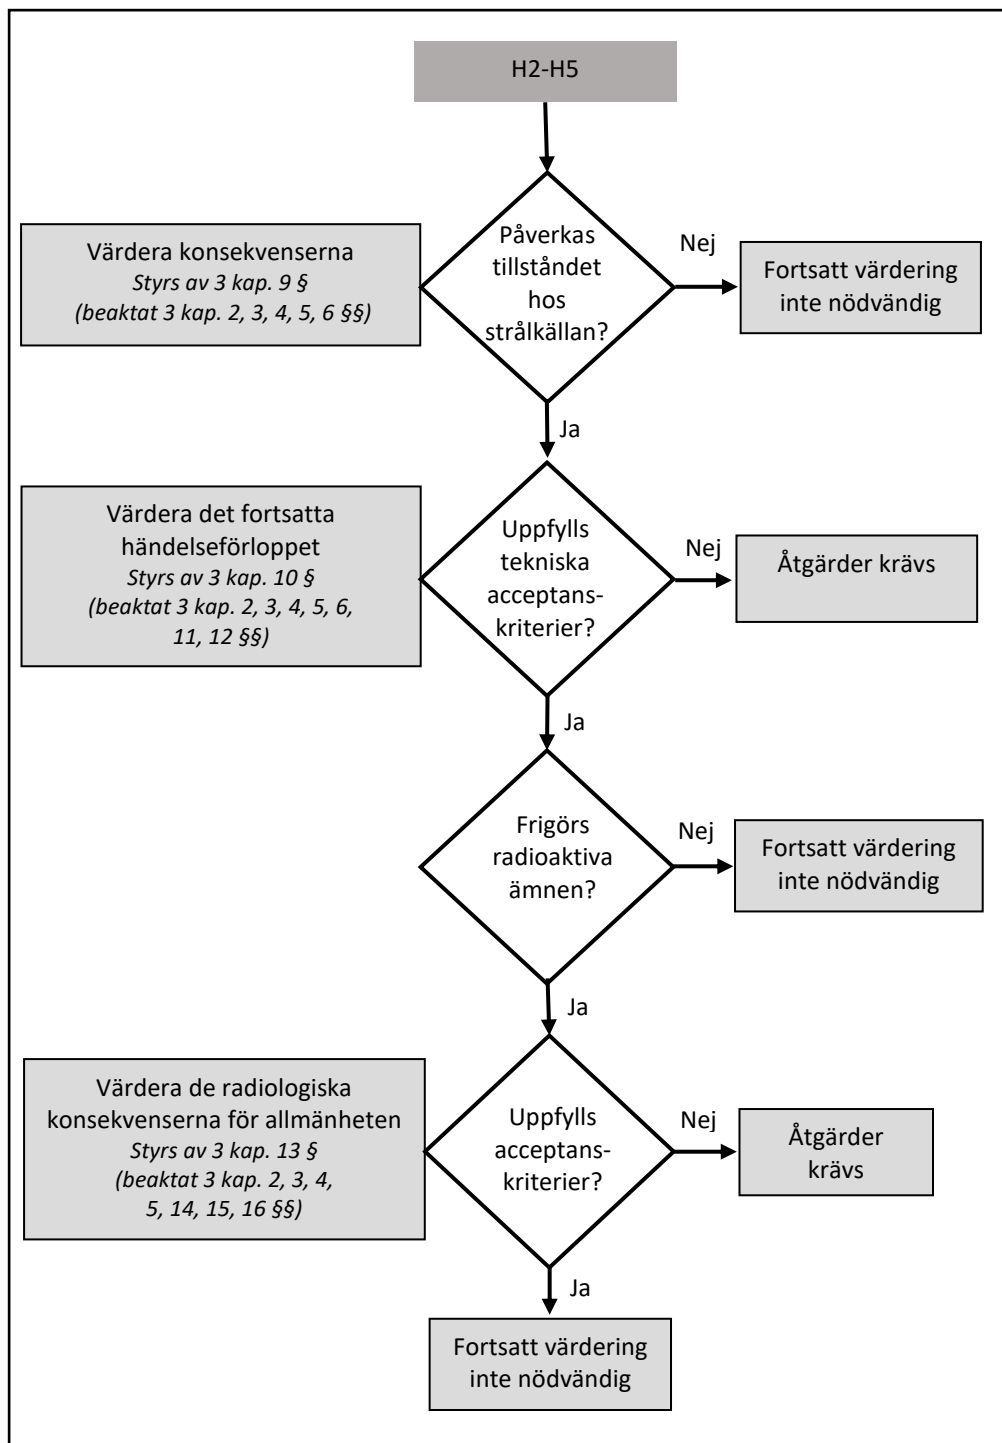 H2-H5
Värdera konsekvenserna
Styrs av 3 kap. 9 §
(beaktat 3 kap. 2, 3, 4, 5, 6 §§)
Påverkas
tillståndet
hos
strålkällan?
Nej
Fortsatt värdering
inte nödvändig
Ja
Värdera det fortsatta
händelseförloppet
Styrs av 3 kap. 10 §
(beaktat 3 kap. 2, 3, 4, 5, 6,
11, 12 §§)
Uppfylls
tekniska
acceptans-
kriterier?
Nej
Åtgärder krävs
Ja
Frigörs
radioaktiva
ämnen?
Nej
Fortsatt värdering
inte nödvändig
Ja
Värdera de radiologiska
konsekvenserna för allmänheten
Styrs av 3 kap. 13 §
(beaktat 3 kap. 2, 3, 4,
5, 14, 15, 16 §§)
Uppfylls
acceptans-
kriterier?
Nej
Åtgärder
krävs
Ja
Fortsatt värdering
inte nödvändig